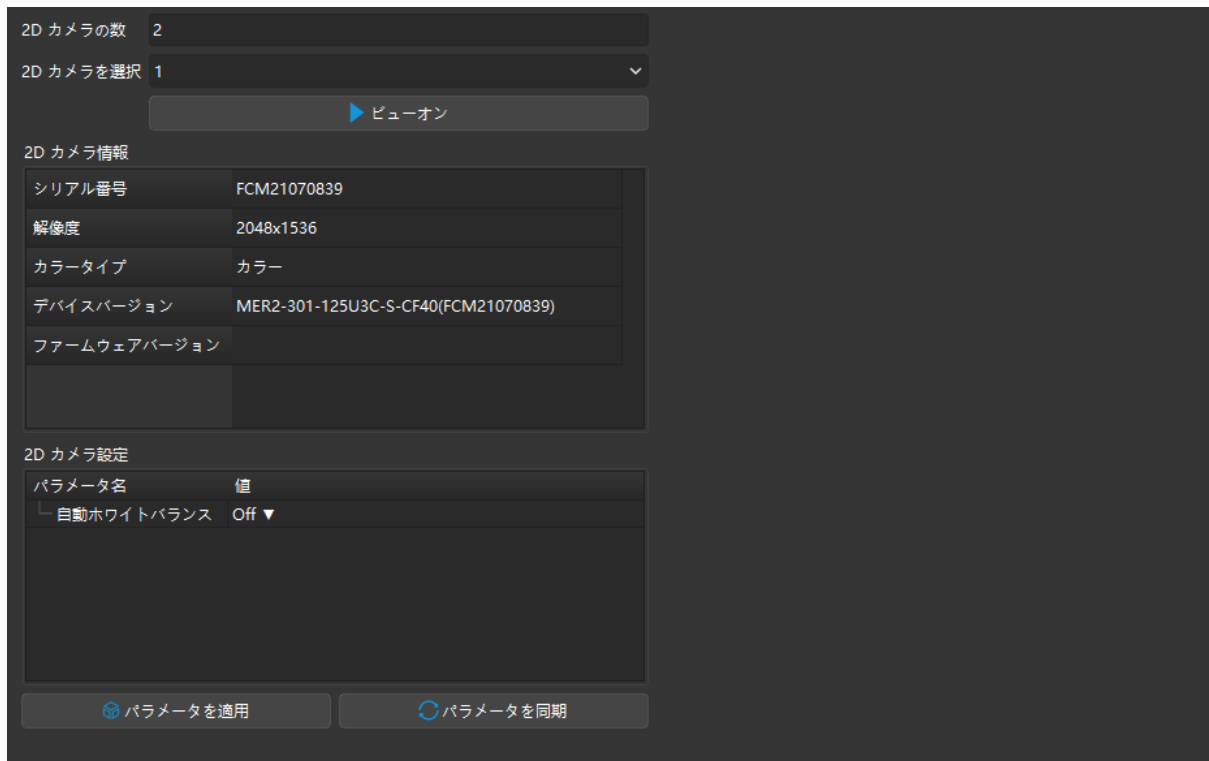 2D カメラの数 2
2D カメラを選択 1
ビューオン
2D カメラ情報
シリアル番号 FCM21070839
解像度 2048x1536
カラータイプ カラー
デバイスバージョン MER2-301-125U3C-S-CF40(FCM21070839)
ファームウェアバージョン
2D カメラ設定
パラメータ名 値
自動ホワイトバランス Off ▼
パラメータを適用 パラメータを同期